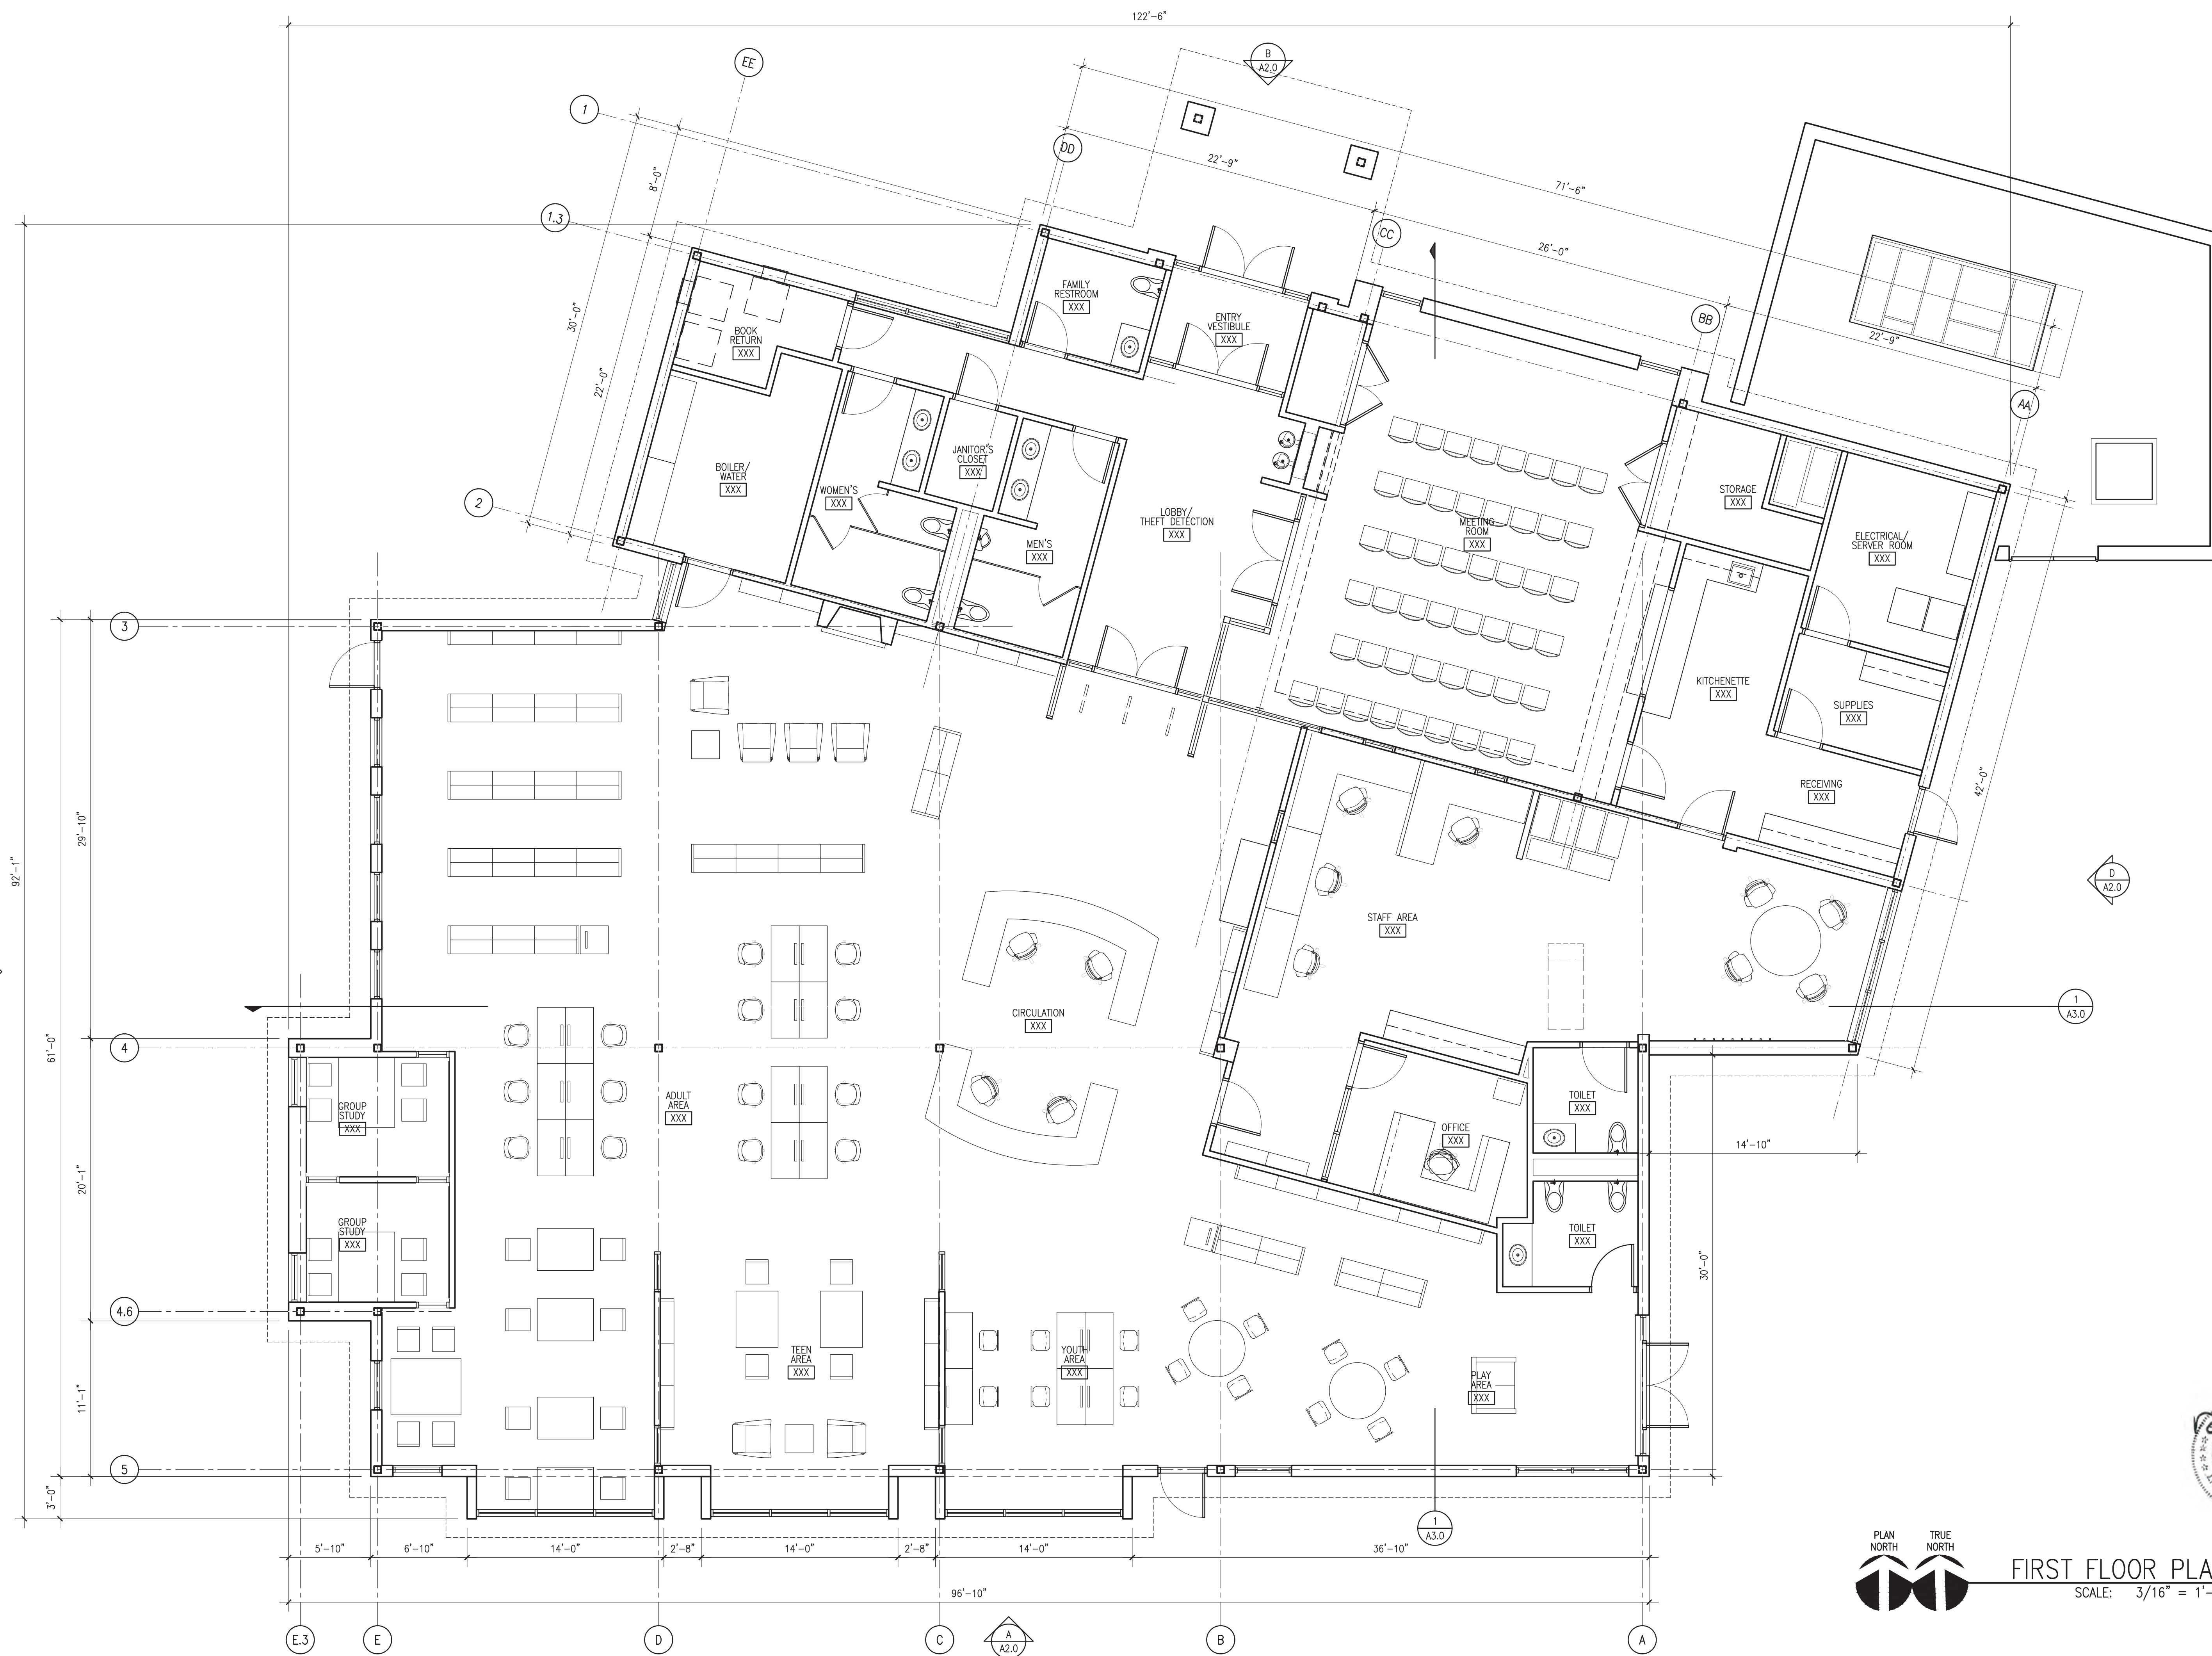 122'-6"
B
A2.0
EE
1
DD
22'-9"
71'-6"
8'-0"
1.3
CC
26'-0"
30'-0"
FAMILY
RESTROOM
XXX
ENTRY
VESTIBULE
XXX
BOOK
RETURN
XXX
BB
22'-9"
22'-0"
AA
JANITOR'S
CLOSET
XXX
BOILER/
WATER
XXX
WOMEN'S
XXX
STORAGE
XXX
2
LOBBY/
THEFT DETECTION
XXX
MEETING
ROOM
XXX
MEN'S
XXX
ELECTRICAL/
SERVER ROOM
XXX
3
KITCHENETTE
XXX
SUPPLIES
XXX
RECEIVING
XXX
42'-0"
29'-10"
92'-1"
D
A2.0
STAFF AREA
XXX
CIRCULATION
XXX
1
A3.0
61'-0"
4
GROUP
STUDY
XXX
ADULT
AREA
XXX
TOILET
XXX
OFFICE
XXX
14'-10"
20'-1"
GROUP
STUDY
XXX
TOILET
XXX
30'-0"
4.6
TEEN
AREA
XXX
YOUTH
AREA
XXX
PLAY
AREA
XXX
11'-1"
5
3'-0"
1
A3.0
5'-10"
6'-10"
14'-0"
2'-8"
14'-0"
2'-8"
14'-0"
36'-10"
96'-10"
PLAN
NORTH
TRUE
NORTH
FIRST FLOOR PLA
SCALE: 3/16" = 1'-
E.3
E
D
C
A
A2.0
B
A